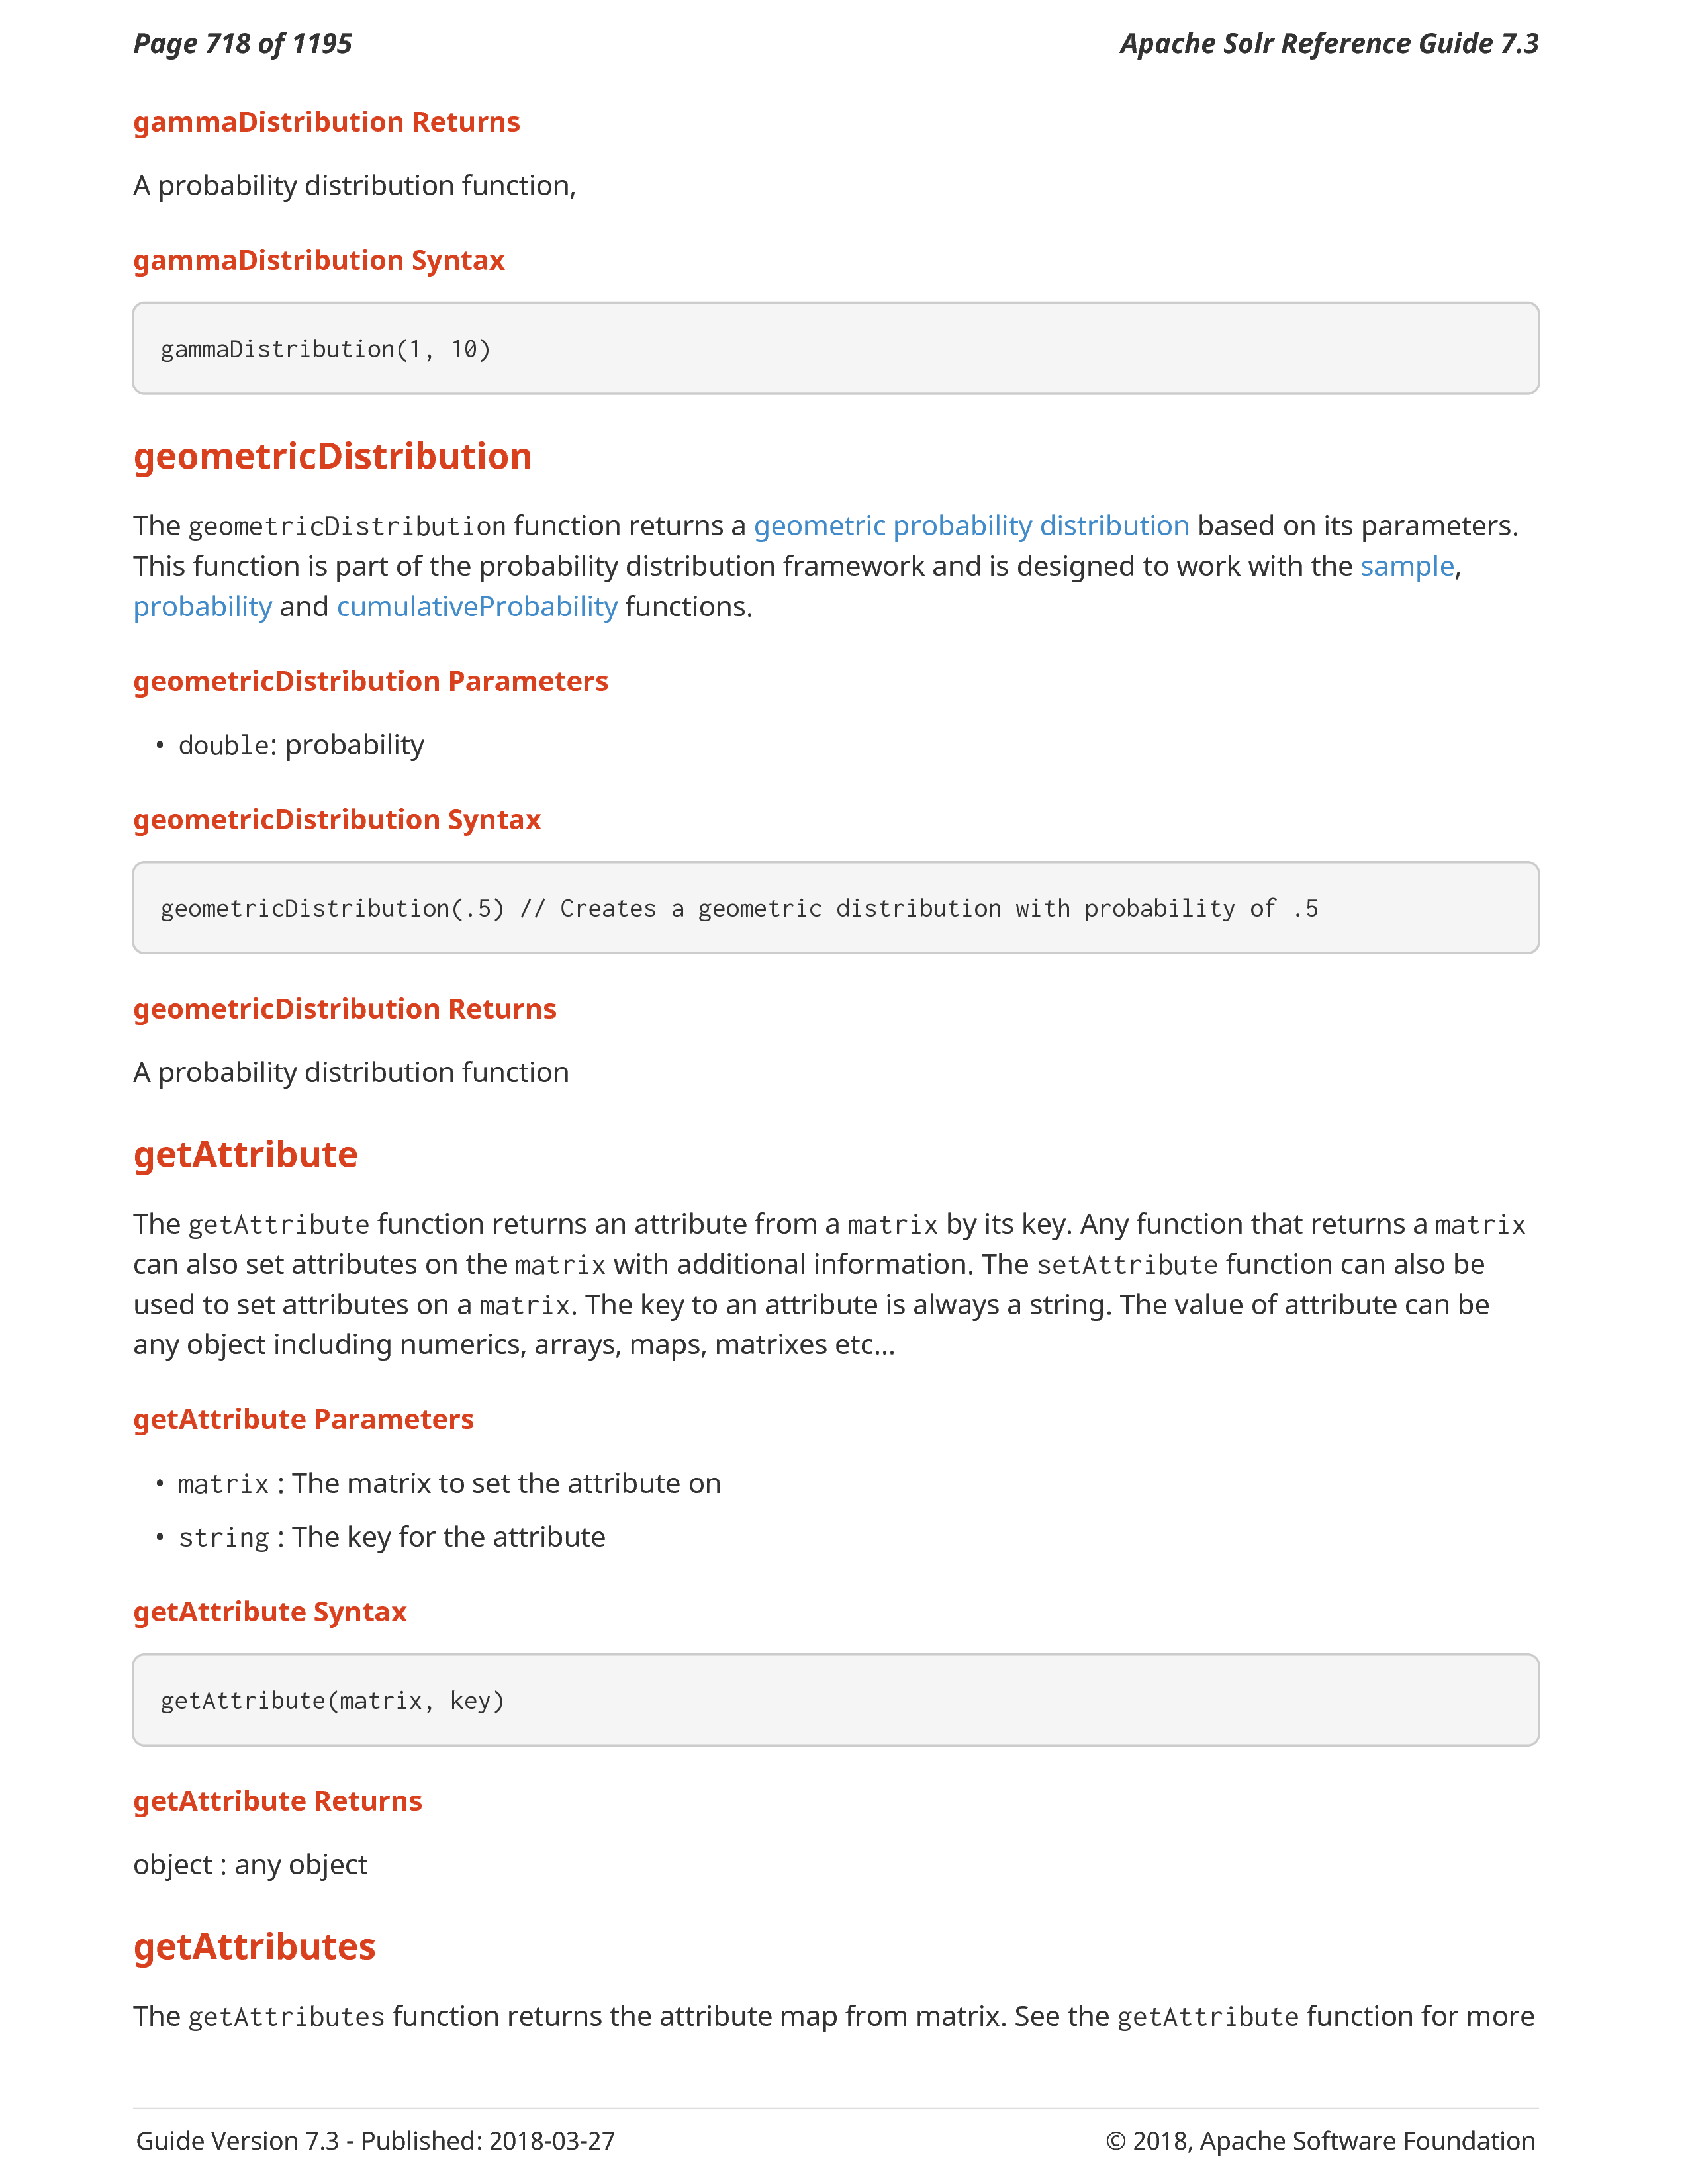 Page 718 of 1195
Apache Solr Reference Guide 7.3
gammaDistribution Returns
A probability distribution function,
gammaDistribution Syntax
gammaDistribution(1, 10)
geometricDistribution
The geometricDistribution function returns a geometric probability distribution based on its parameters.
This function is part of the probability distribution framework and is designed to work with the sample,
probability and cumulativeProbability functions.
geometricDistribution Parameters
• double: probability
geometricDistribution Syntax
geometricDistribution(.5) // Creates a geometric distribution with probability of .5
geometricDistribution Returns
A probability distribution function
getAttribute
The getAttribute function returns an attribute from a matrix by its key. Any function that returns a matrix
can also set attributes on the matrix with additional information. The setAttribute function can also be
used to set attributes on a matrix. The key to an attribute is always a string. The value of attribute can be
any object including numerics, arrays, maps, matrixes etc…
getAttribute Parameters
• matrix : The matrix to set the attribute on
• string : The key for the attribute
getAttribute Syntax
getAttribute(matrix, key)
getAttribute Returns
object : any object
getAttributes
The getAttributes function returns the attribute map from matrix. See the getAttribute function for more
Guide Version 7.3 - Published: 2018-03-27
© 2018, Apache Software Foundation